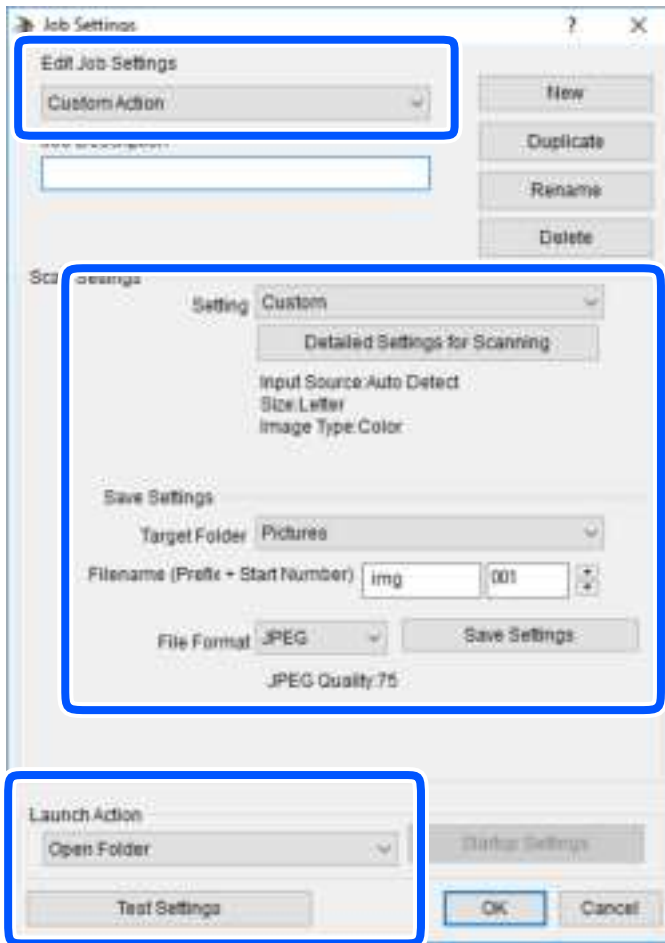 Job Settings
?
Edit Job Settings
Custom Action
New
Duplicate
Rename
Delete
Scan Settings
Setting Custom
Detailed Settings for Scanning
Input Source:Auto Detect
Size:Letter
Image Type:Color
Save Settings
Target Folder Pictures
Filename (Prefix + Start Number) img 001
File Format JPEG Save Settings
JPEG Quality:75
Launch Action
Open Folder Startup Settings
Test Settings OK Cancel